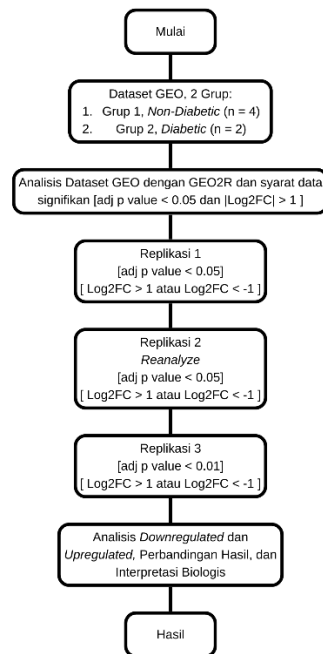 Mulai
Dataset GEO, 2 Grup:
1. Grup 1, Non-Diabetic (n = 4)
2. Grup 2, Diabetic (n = 2)
Analisis Dataset GEO dengan GEO2R dan syarat data
signifikan [adj p value < 0.05 dan |Log2FC| > 1 ]
Replikasi 1
[adj p value < 0.05]
[ Log2FC > 1 atau Log2FC < -1 ]
Replikasi 2
Reanalyze
[adj p value < 0.05]
[ Log2FC > 1 atau Log2FC < -1 ]
Replikasi 3
[adj p value < 0.01]
[ Log2FC > 1 atau Log2FC < -1 ]
Analisis Downregulated dan
Upregulated, Perbandingan Hasil, dan
Interpretasi Biologis
Hasil